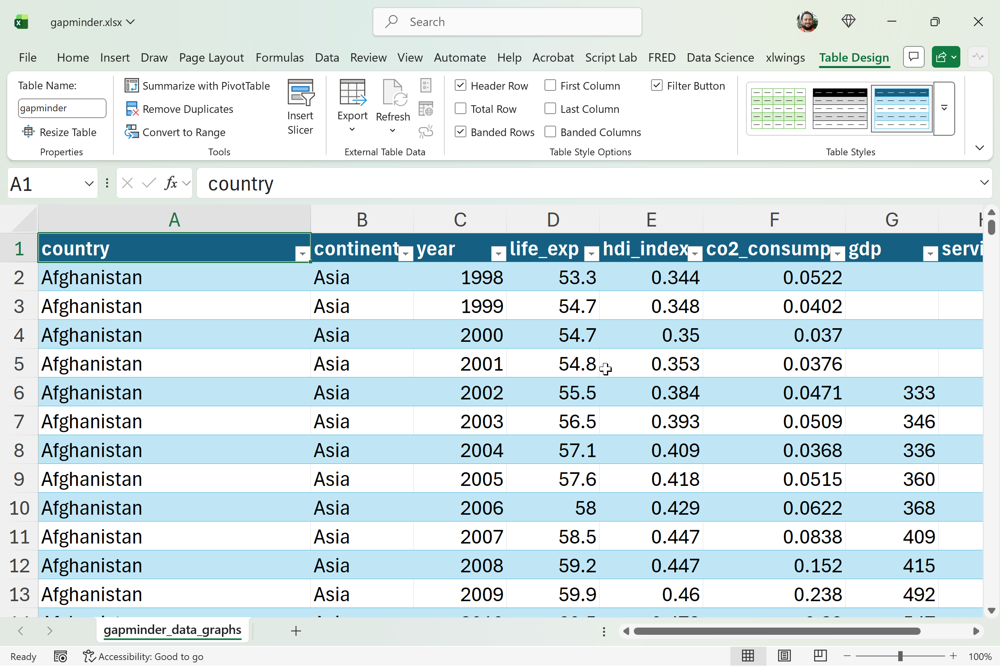 gapminder.xlsx
Search
File Home Insert Draw Page Layout Formulas Data Review View Automate Help Acrobat Script Lab FRED Data Science xlwings Table Design
Table Name:
gapminder
Resize Table
Properties
Summarize with PivotTable
Remove Duplicates
Convert to Range
Tools
Insert
Slicer
Export
Refresh
External Table Data
Header Row
Total Row
Banded Rows
First Column
Last Column
Banded Columns
Filter Button
Table Style Options
Table Styles
A1 fx country
A B C D E F G
1 country continent year life_exp hdi_index co2_consump gdp servi
2 Afghanistan Asia 1998 53.3 0.344 0.0522
3 Afghanistan Asia 1999 54.7 0.348 0.0402
4 Afghanistan Asia 2000 54.7 0.35 0.037
5 Afghanistan Asia 2001 54.8 0.353 0.0376
6 Afghanistan Asia 2002 55.5 0.384 0.0471 333
7 Afghanistan Asia 2003 56.5 0.393 0.0509 346
8 Afghanistan Asia 2004 57.1 0.409 0.0368 336
9 Afghanistan Asia 2005 57.6 0.418 0.0515 360
10 Afghanistan Asia 2006 58 0.429 0.0622 368
11 Afghanistan Asia 2007 58.5 0.447 0.0838 409
12 Afghanistan Asia 2008 59.2 0.447 0.152 415
13 Afghanistan Asia 2009 59.9 0.46 0.238 492
gapminder_data_graphs
Ready Accessibility: Good to go 100%